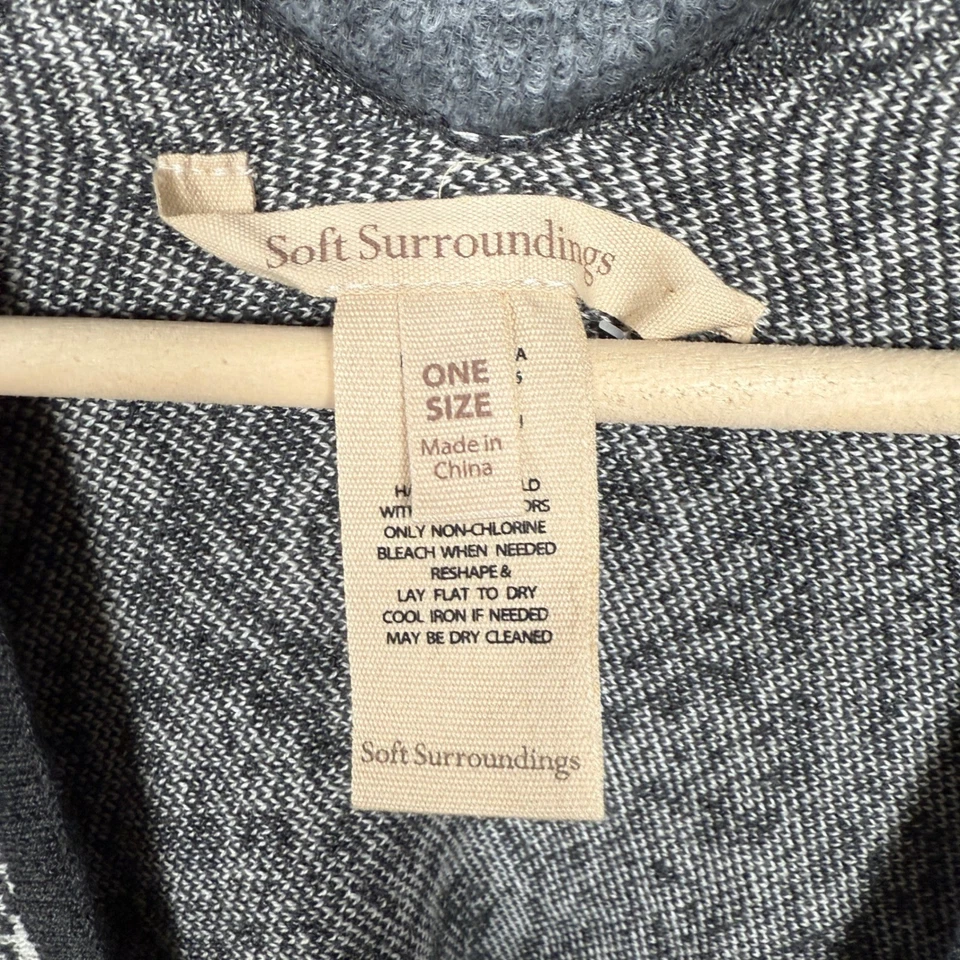 Soft Surroundings
ONE
SIZE
Made in
China
ONLY NON-CHLORINE
BLEACH WHEN NEEDED
RESHAPE &
LAY FLAT TO DRY
COOL IRON IF NEEDED
MAY BE DRY CLEANED
Soft Surroundings